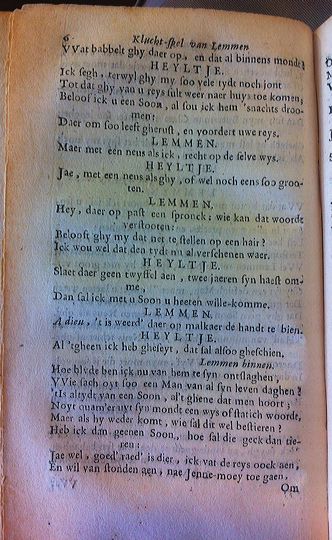 6 Klucht-spel van Lemmen
VVat babbelt ghy daer op, en dat al binnens monde?
HEYLTJE.
Ick segh, terwyl ghy my soo vele tydt noch jont
Tot dat ghy van u reys sult weer naer huys toe komen,
Beloof ick u een Soon, al sou ick hem 'snachts droo-
men:
Daer om soo leeft gherust, en voordert uwe reys.
LEMMEN.
Maer met een neus als ick, recht op de selve wys.
HEYLTJE.
Jae, met een neus als ghy, of wel noch eens soo groo-
ten.
LEMMEN.
Hey, daer op past een spronck: wie kan dat woordt
verstooten:
Belooft ghy my dat net te stellen op een hair?
Ick wou wel dat den tydt nu al verschenen waer.
HEYLTJE.
Slaet daer geen twyffel aen, twee jaeren syn haest om-
me,
Dan sal ick met u Soon u heeten wille-komme.
LEMMEN.
A dieu, 't is weerd' daer op malkaer de handt te bien.
HEYLTJE.
Al 'tgheen ick heb gheseyt, dat sal alsoo gheschien.
Lemmen binnen.
Hoe blyde ben ick nu van hem te syn ontslaghen,
VVie sach oyt soo een Man van al syn leven daghen?
'tIs altydt van een Soon, al't ghene dat men hoort;
Noyt quam'er uyt syn mondt een wys of statich woordt,
Maer als hy weder komt, wie sal dit wel bestieren?
Heb ick dan geenen Soon, hoe sal die geck dan tie-
ren:
Jae wel, goed' raed' is dier, ick vat de reys oock aen,
En wil van stonden aen, nae Jenne-moey toe gaen,
Om